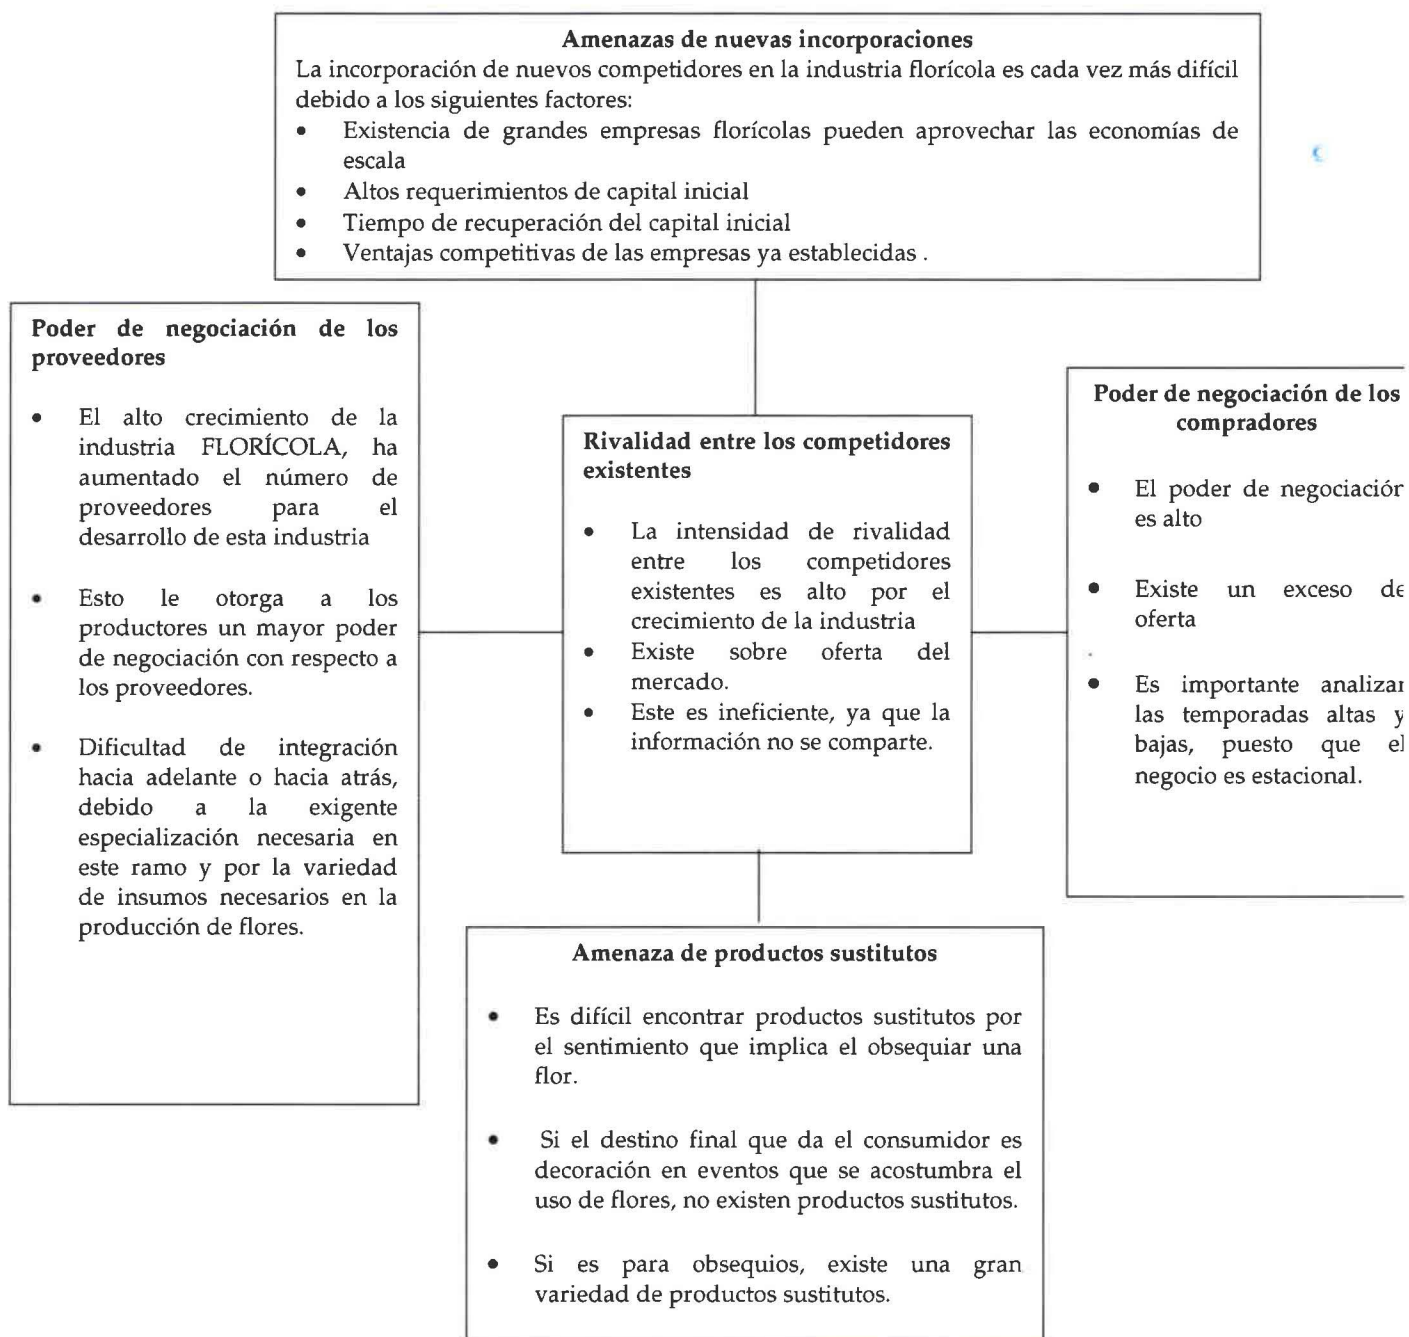 Amenazas de nuevas incorporaciones
La incorporación de nuevos competidores en la industria florícola es cada vez más difícil
debido a los siguientes factores:
• Existencia de grandes empresas florícolas pueden aprovechar las economías de
escala
• Altos requerimientos de capital inicial
• Tiempo de recuperación del capital inicial
• Ventajas competitivas de las empresas ya establecidas .
Poder de negociación de los
proveedores
• El alto crecimiento de la
industria FLORÍCOLA, ha
aumentado el número de
proveedores para el
desarrollo de esta industria
• Esto le otorga a los
productores un mayor poder
de negociación con respecto a
los proveedores.
• Dificultad de integración
hacia adelante o hacia atrás,
debido a la exigente
especialización necesaria en
este ramo y por la variedad
de insumos necesarios en la
producción de flores.
Rivalidad entre los competidores
existentes
• La intensidad de rivalidad
entre los competidores
existentes es alto por el
crecimiento de la industria
• Existe sobre oferta del
mercado.
• Este es ineficiente, ya que la
información no se comparte.
Poder de negociación de los
compradores
• El poder de negociación
es alto
• Existe un exceso de
oferta
• Es importante analizar
las temporadas altas y
bajas, puesto que el
negocio es estacional.
Amenaza de productos sustitutos
• Es difícil encontrar productos sustitutos por
el sentimiento que implica el obsequiar una
flor.
• Si el destino final que da el consumidor es
decoración en eventos que se acostumbra el
uso de flores, no existen productos sustitutos.
• Si es para obsequios, existe una gran
variedad de productos sustitutos.